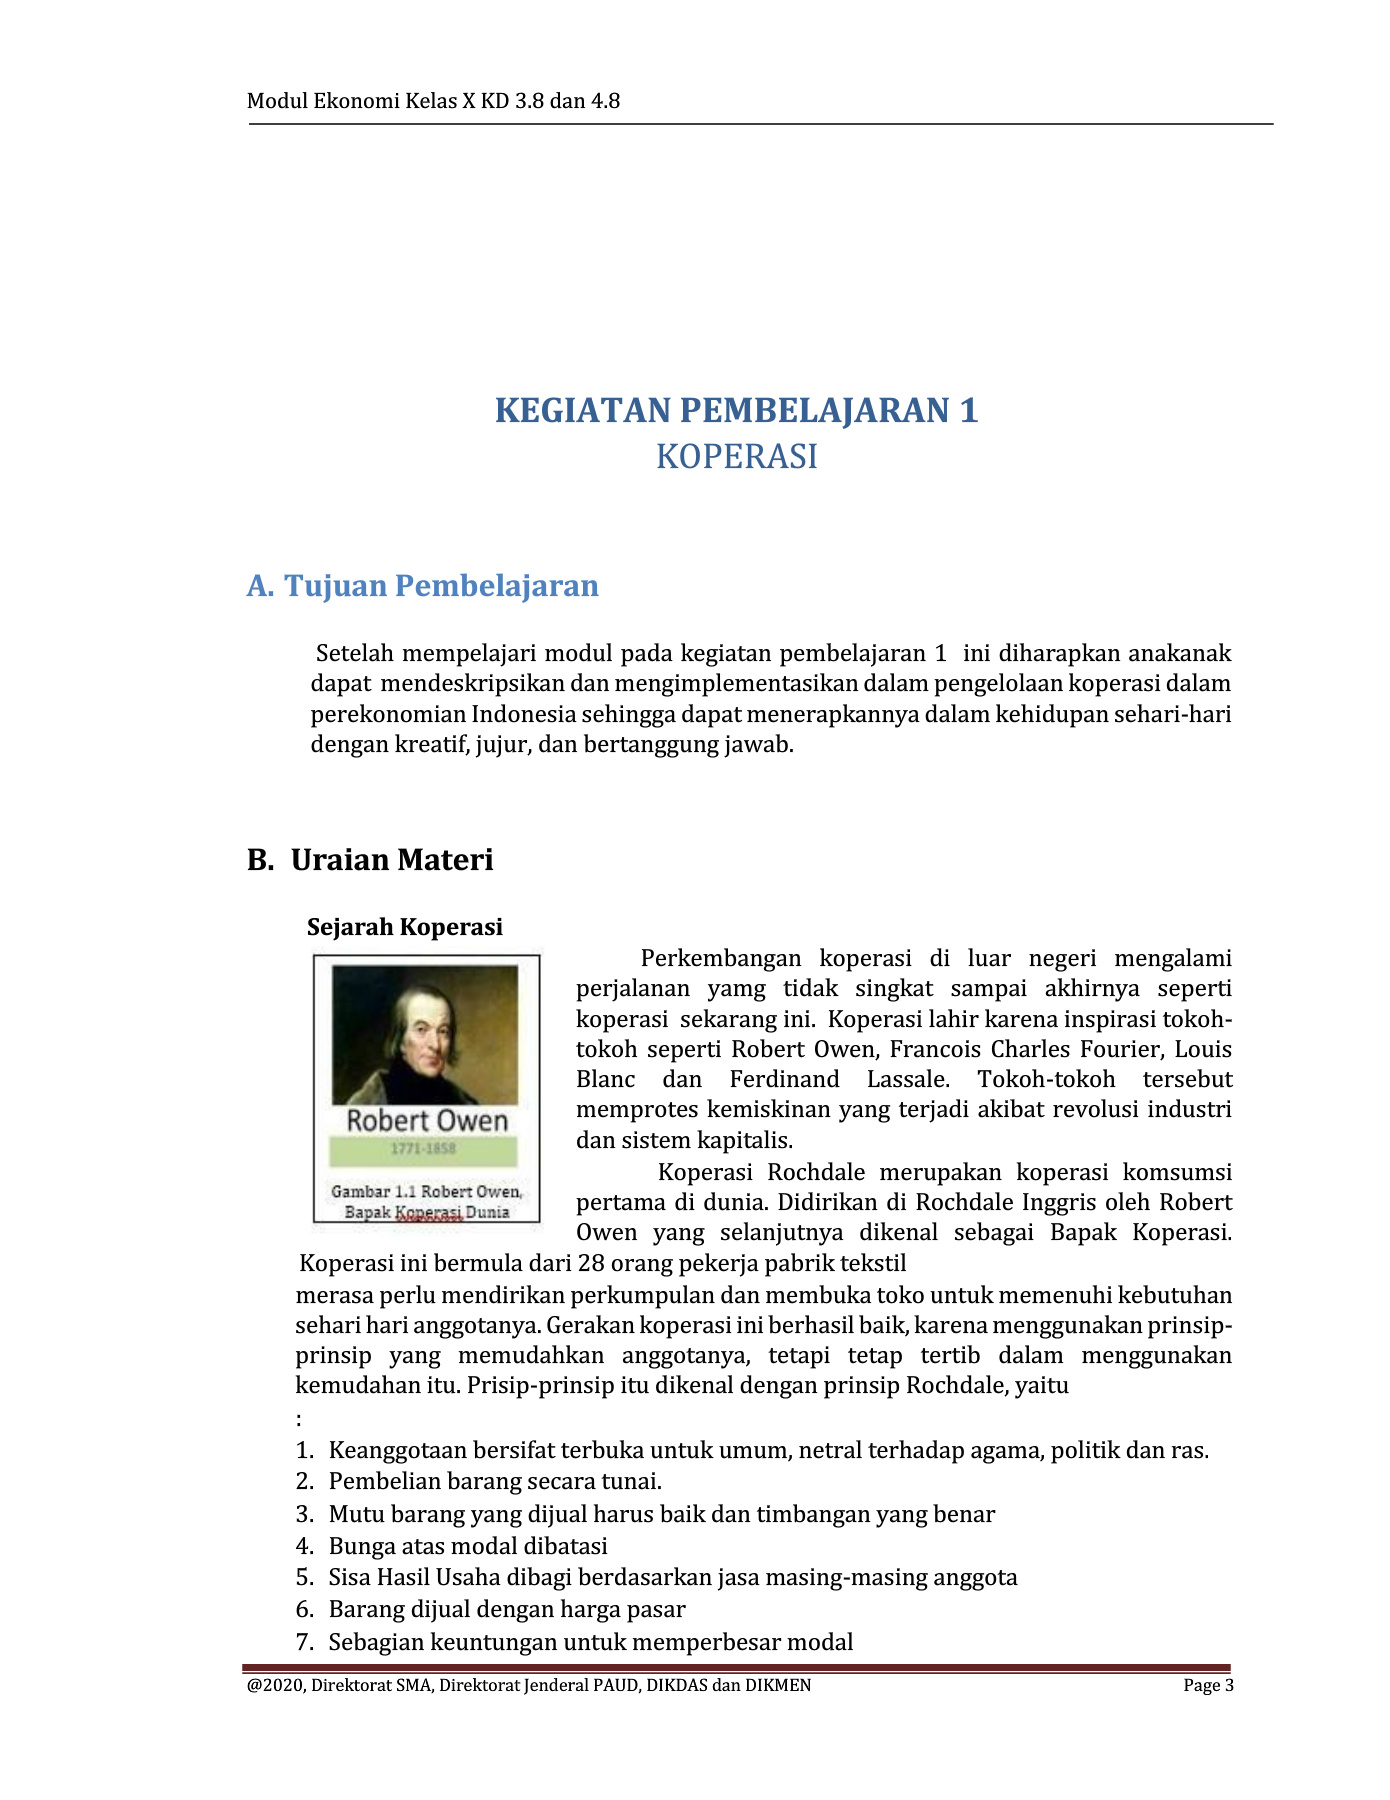 Modul Ekonomi Kelas X KD 3.8 dan 4.8
KEGIATAN PEMBELAJARAN 1
KOPERASI
A. Tujuan Pembelajaran
Setelah mempelajari modul pada kegiatan pembelajaran 1 ini diharapkan anakanak
dapat mendeskripsikan dan mengimplementasikan dalam pengelolaan koperasi dalam
perekonomian Indonesia sehingga dapat menerapkannya dalam kehidupan sehari-hari
dengan kreatif, jujur, dan bertanggung jawab.
B. Uraian Materi
Sejarah Koperasi
Robert Owen
1771-1858
Gambar 1.1 Robert Owen,
Bapak Koperasi Dunia
Perkembangan koperasi di luar negeri mengalami
perjalanan yamg tidak singkat sampai akhirnya seperti
koperasi sekarang ini. Koperasi lahir karena inspirasi tokoh-
tokoh seperti Robert Owen, Francois Charles Fourier, Louis
Blanc dan Ferdinand Lassale. Tokoh-tokoh tersebut
memprotes kemiskinan yang terjadi akibat revolusi industri
dan sistem kapitalis.
Koperasi Rochdale merupakan koperasi komsumsi
pertama di dunia. Didirikan di Rochdale Inggris oleh Robert
Owen yang selanjutnya dikenal sebagai Bapak Koperasi.
Koperasi ini bermula dari 28 orang pekerja pabrik tekstil
merasa perlu mendirikan perkumpulan dan membuka toko untuk memenuhi kebutuhan
sehari hari anggotanya. Gerakan koperasi ini berhasil baik, karena menggunakan prinsip-
prinsip yang memudahkan anggotanya, tetapi tetap tertib dalam menggunakan
kemudahan itu. Prisip-prinsip itu dikenal dengan prinsip Rochdale, yaitu
:
1. Keanggotaan bersifat terbuka untuk umum, netral terhadap agama, politik dan ras.
2. Pembelian barang secara tunai.
3. Mutu barang yang dijual harus baik dan timbangan yang benar
4. Bunga atas modal dibatasi
5. Sisa Hasil Usaha dibagi berdasarkan jasa masing-masing anggota
6. Barang dijual dengan harga pasar
7. Sebagian keuntungan untuk memperbesar modal
@2020, Direktorat SMA, Direktorat Jenderal PAUD, DIKDAS dan DIKMEN Page 3